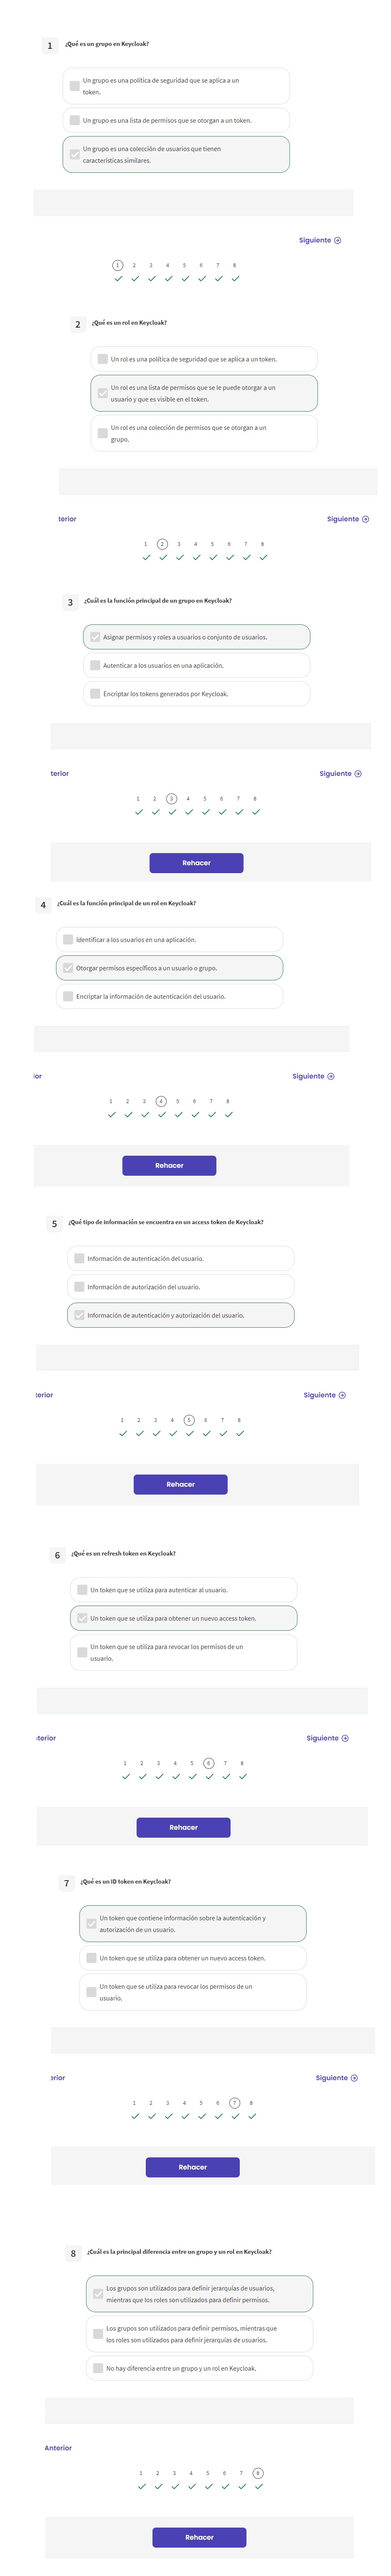 1 ¿Qué es un grupo en Keycloak?
Un grupo es una política de seguridad que se aplica a un
token.
Un grupo es una lista de permisos que se otorgan a un token.
Un grupo es una colección de usuarios que tienen
características similares.
Siguiente
1 2 3 4 5 6 7 8
2 ¿Qué es un rol en Keycloak?
Un rol es una política de seguridad que se aplica a un token.
Un rol es una lista de permisos que se le puede otorgar a un
usuario y que es visible en el token.
Un rol es una colección de permisos que se otorgan a un
grupo.
terior Siguiente
1 2 3 4 5 6 7 8
3 ¿Cuál es la función principal de un grupo en Keycloak?
Asignar permisos y roles a usuarios o conjunto de usuarios.
Autenticar a los usuarios en una aplicación.
Encriptar los tokens generados por Keycloak.
terior Siguiente
1 2 3 4 5 6 7 8
Rehacer
4 ¿Cuál es la función principal de un rol en Keycloak?
Identificar a los usuarios en una aplicación.
Otorgar permisos específicos a un usuario o grupo.
Encriptar la información de autenticación del usuario.
ior Siguiente
1 2 3 4 5 6 7 8
Rehacer
5 ¿Qué tipo de información se encuentra en un access token de Keycloak?
Información de autenticación del usuario.
Información de autorización del usuario.
Información de autenticación y autorización del usuario.
terior Siguiente
1 2 3 4 5 6 7 8
Rehacer
6 ¿Qué es un refresh token en Keycloak?
Un token que se utiliza para autenticar al usuario.
Un token que se utiliza para obtener un nuevo access token.
Un token que se utiliza para revocar los permisos de un
usuario.
terior Siguiente
1 2 3 4 5 6 7 8
Rehacer
7 ¿Qué es un ID token en Keycloak?
Un token que contiene información sobre la autenticación y
autorización de un usuario.
Un token que se utiliza para obtener un nuevo access token.
Un token que se utiliza para revocar los permisos de un
usuario.
erior Siguiente
1 2 3 4 5 6 7 8
Rehacer
8 ¿Cuál es la principal diferencia entre un grupo y un rol en Keycloak?
Los grupos son utilizados para definir jerarquías de usuarios,
mientras que los roles son utilizados para definir permisos.
Los grupos son utilizados para definir permisos, mientras que
los roles son utilizados para definir jerarquías de usuarios.
No hay diferencia entre un grupo y un rol en Keycloak.
Anterior
1 2 3 4 5 6 7 8
Rehacer